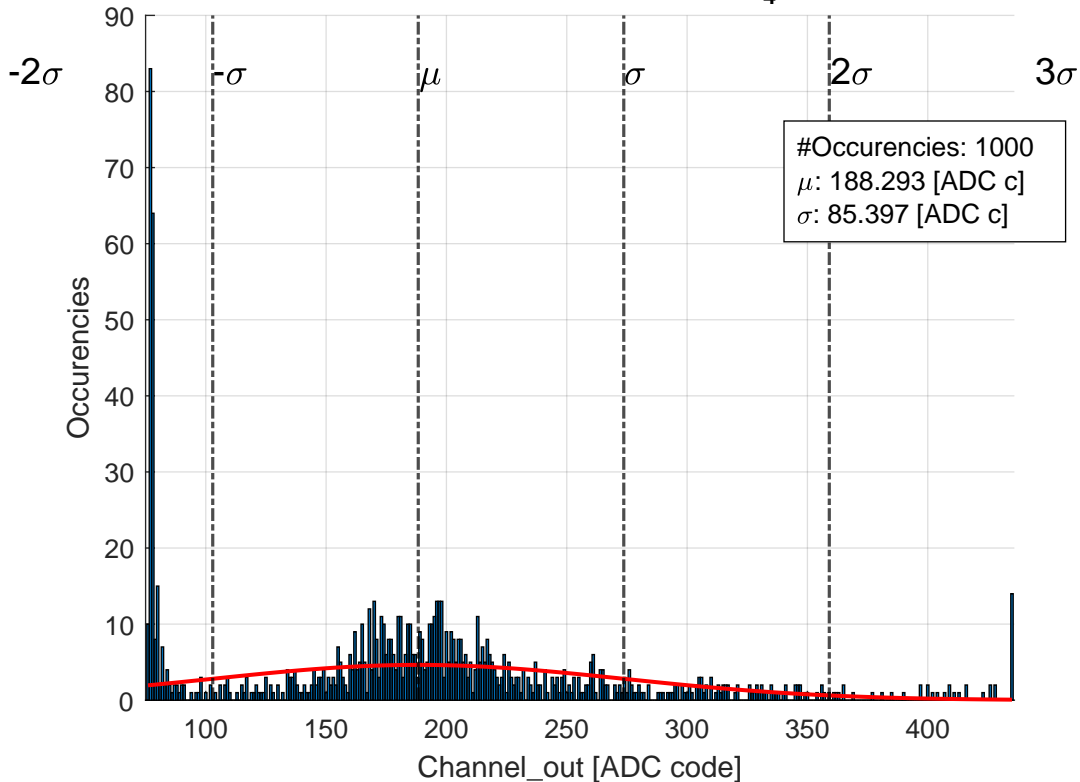 4
90
80
70
60
50
40
30
20
10
0
-2σ
-σ
μ
σ
2σ
3σ
#Occurencies: 1000
μ: 188.293 [ADC c]
σ: 85.397 [ADC c]
Occurencies
100
150
200
250
300
350
400
Channel_out [ADC code]